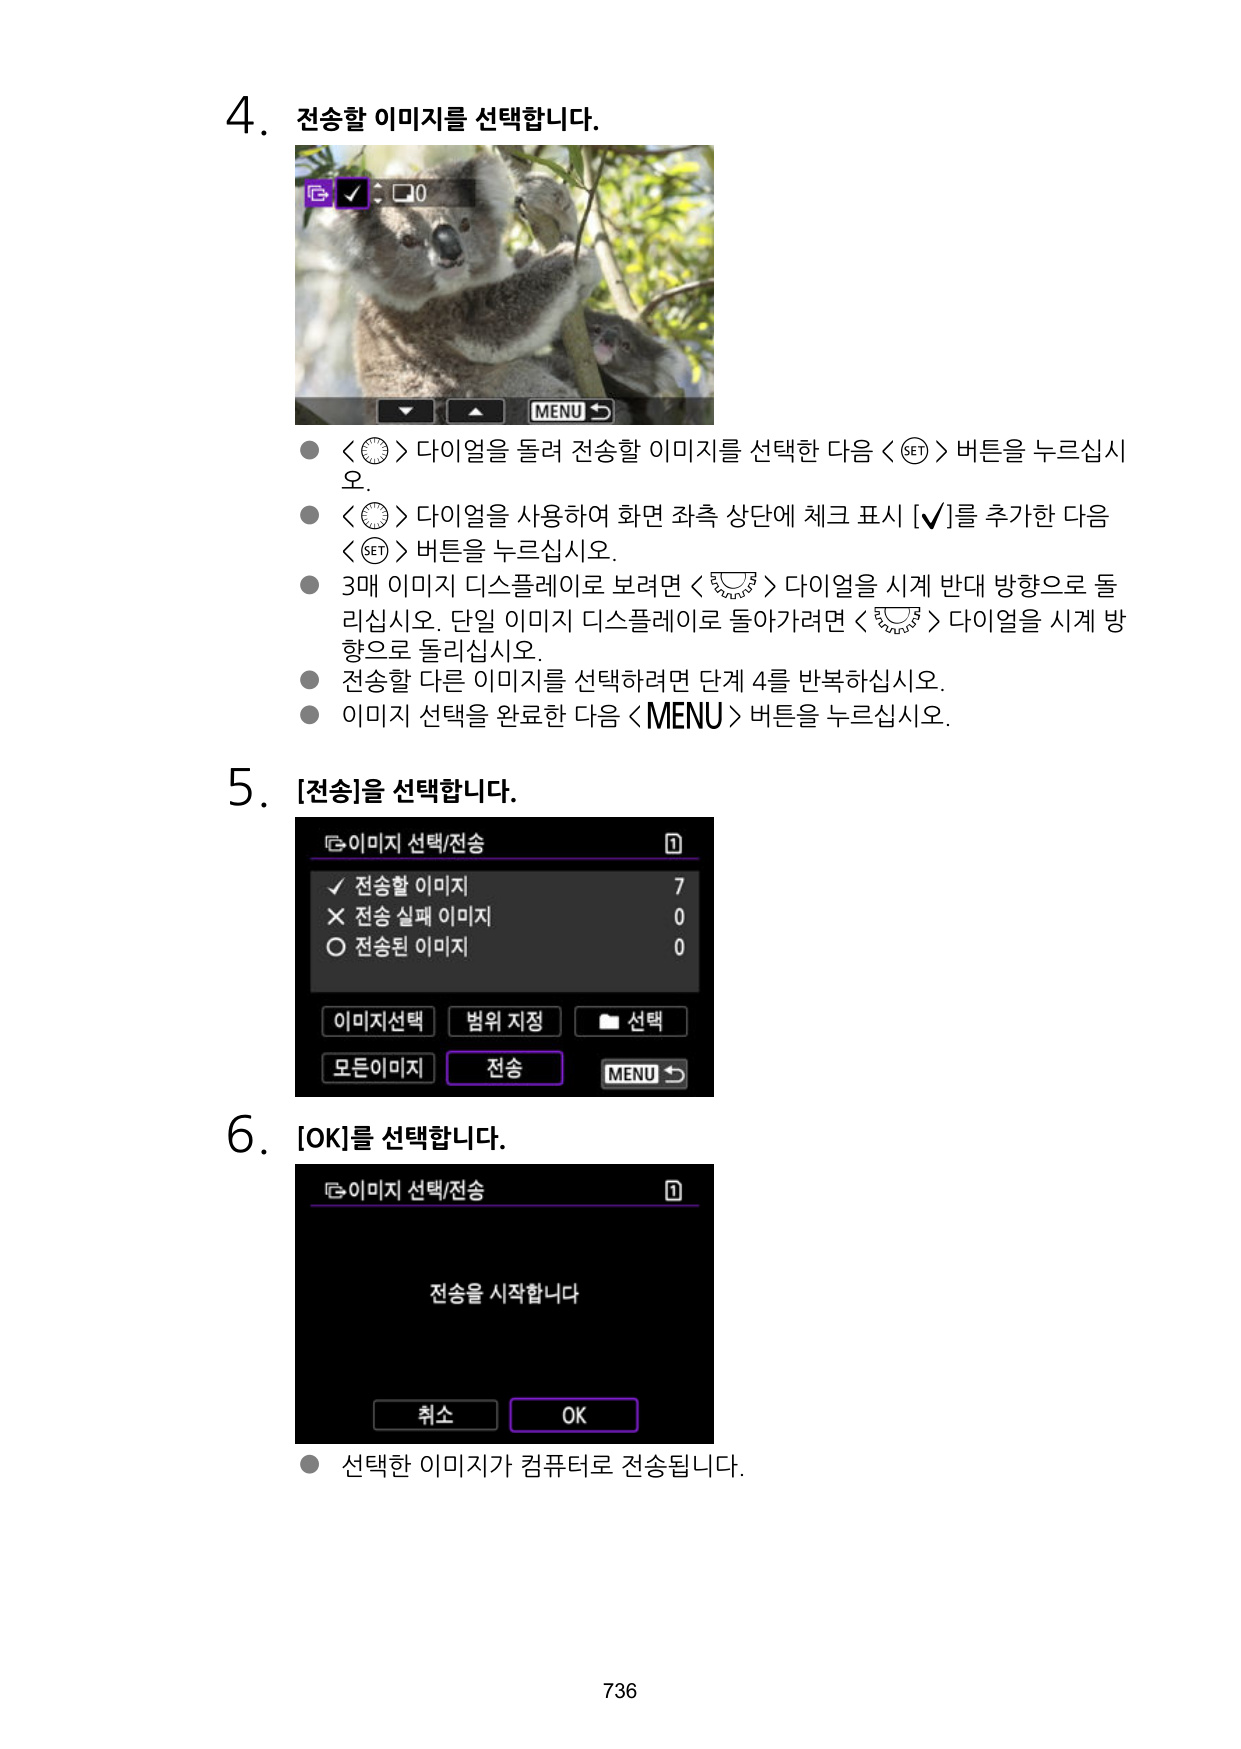 4. 전송할 이미지를 선택합니다.
✓ 0
MENU
● < > 다이얼을 돌려 전송할 이미지를 선택한 다음 < SET > 버튼을 누르십시
오.
● < > 다이얼을 사용하여 화면 좌측 상단에 체크 표시 [✓]를 추가한 다음
< SET > 버튼을 누르십시오.
● 3매 이미지 디스플레이로 보려면 < > 다이얼을 시계 반대 방향으로 돌
리십시오. 단일 이미지 디스플레이로 돌아가려면 < > 다이얼을 시계 방
향으로 돌리십시오.
● 전송할 다른 이미지를 선택하려면 단계 4를 반복하십시오.
● 이미지 선택을 완료한 다음 < MENU > 버튼을 누르십시오.
5. [전송]을 선택합니다.
이미지 선택/전송 1
✓ 전송할 이미지 7
✕ 전송 실패 이미지 0
○ 전송된 이미지 0
이미지선택 범위 지정 선택
모든이미지 전송 MENU
6. [OK]를 선택합니다.
이미지 선택/전송 1
전송을 시작합니다
취소 OK
● 선택한 이미지가 컴퓨터로 전송됩니다.
736